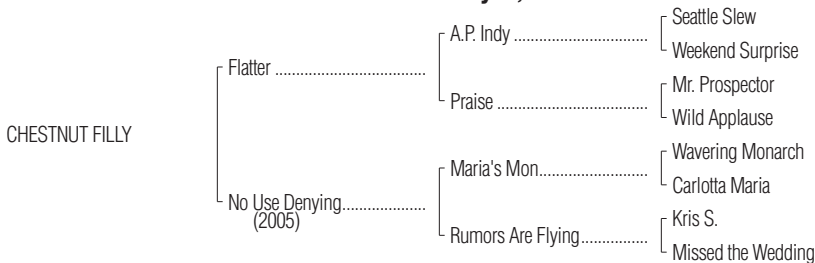 Seattle Slew
A.P. Indy
Weekend Surprise
Flatter
Mr. Prospector
Praise
Wild Applause
CHESTNUT FILLY
Wavering Monarch
Maria's Mon
Carlotta Maria
No Use Denying
(2005)
Kris S.
Rumors Are Flying
Missed the Wedding